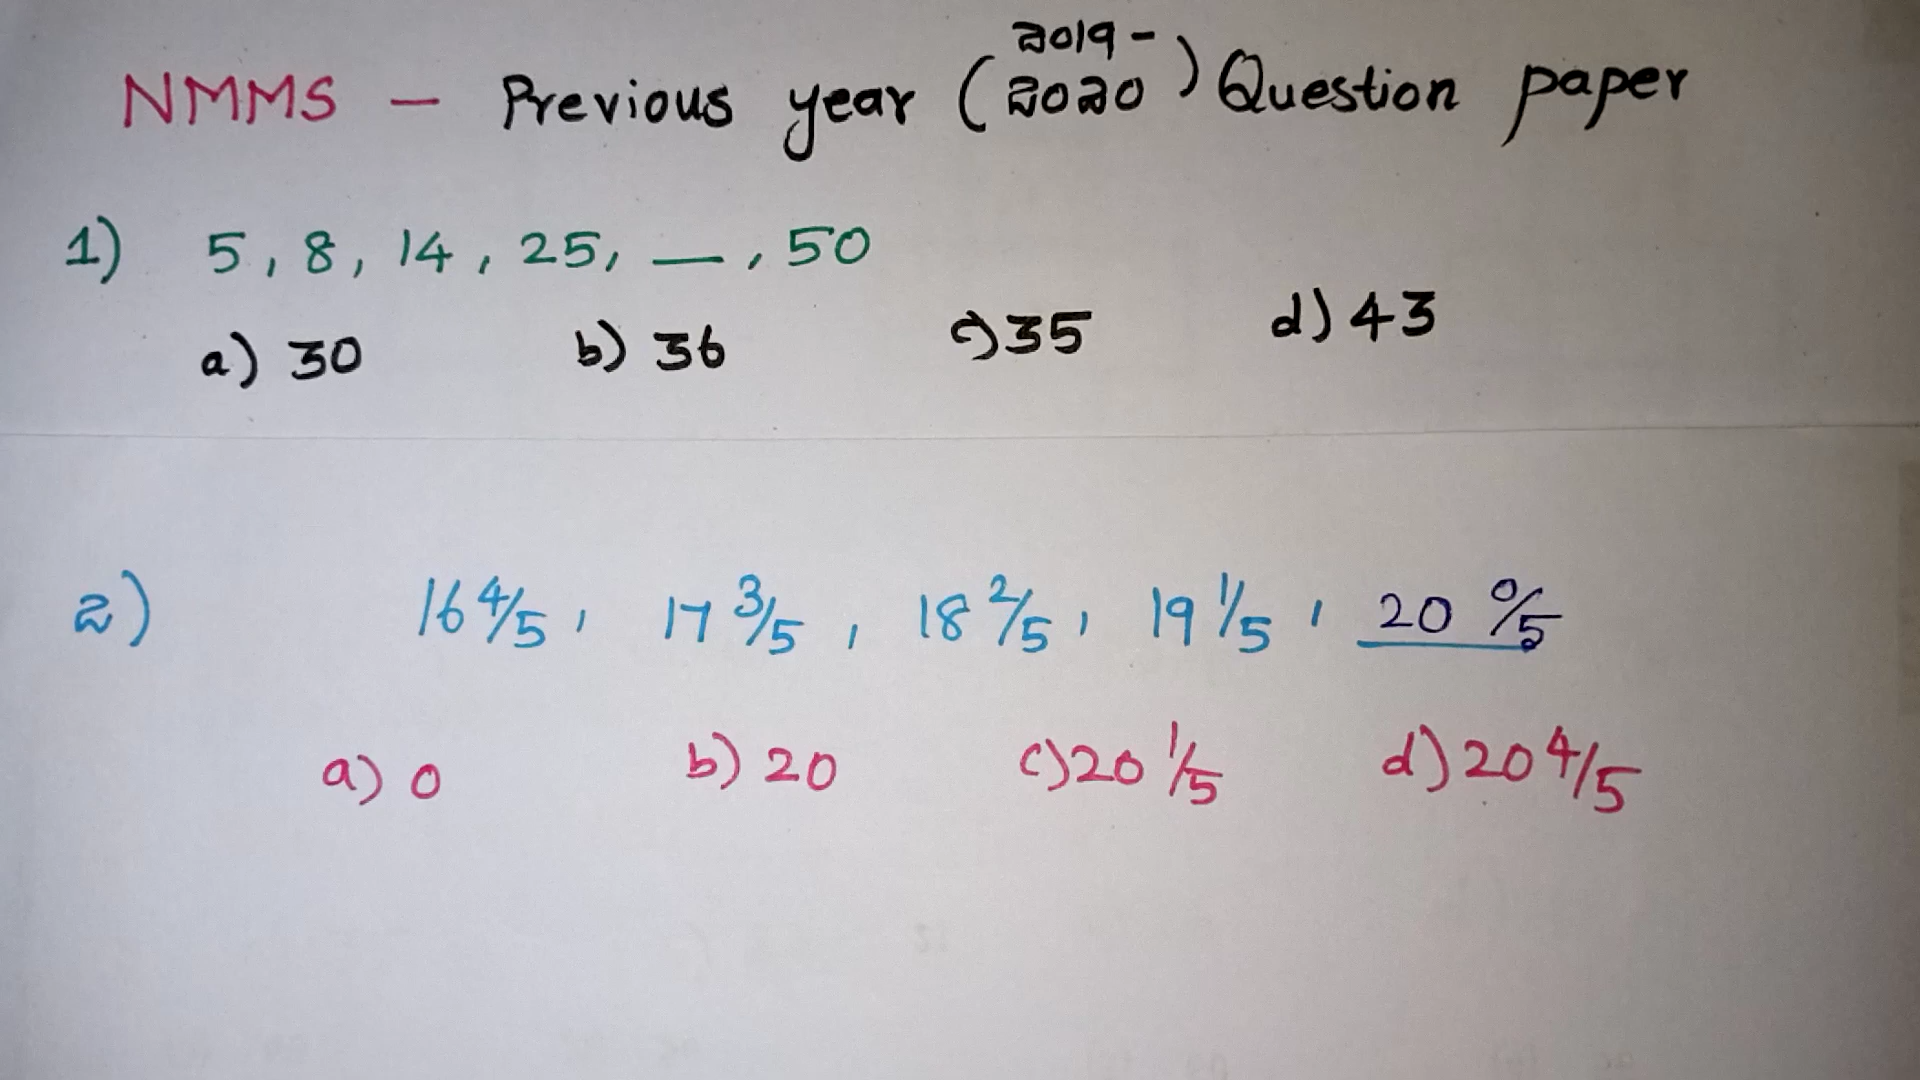 2019 -
NMMS - Previous year (2020) Question paper
1) 5, 8, 14, 25, __, 50
a) 30 b) 36 c) 35 d) 43
2) 16 4/5, 17 3/5, 18 2/5, 19 1/5, 20 0/5
a) 0 b) 20 c) 20 1/5 d) 20 4/5